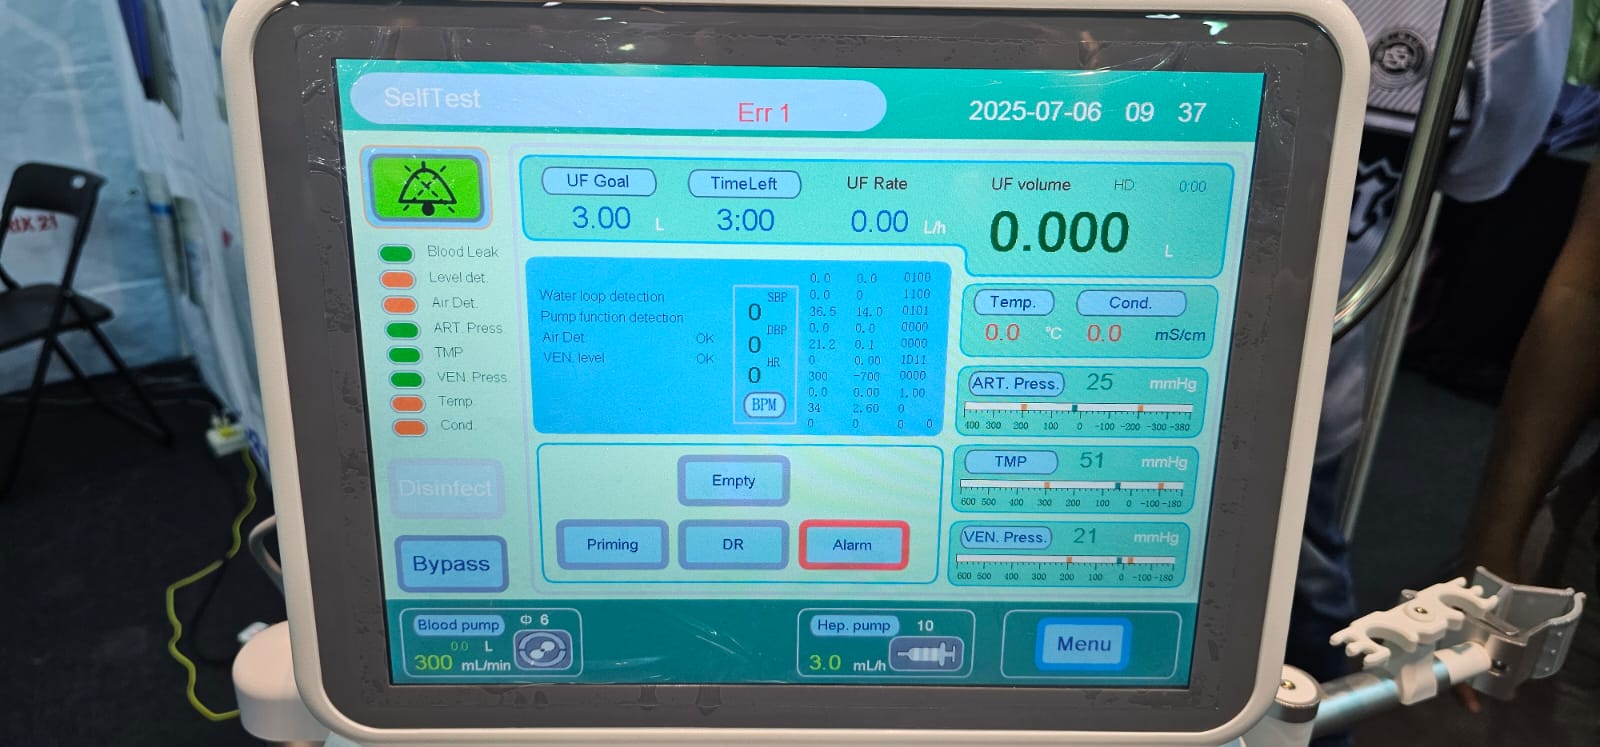 SelfTest
Err 1
2025-07-06 09 37
UF Goal
3.00 L
TimeLeft
3:00
UF Rate
0.00 L/h
UF volume HD: 0:00
0.000 L
Blood Leak
Level det.
Air Det.
ART. Press
TMP
VEN. Press.
Temp.
Cond.
Disinfect
Bypass
Water loop detection
Pump function detection
Air Det. OK
VEN. level OK
SBP
0
DBP
0
HR
0
BPM
0.0 0.0 0100
0.0 0 1100
36.5 14.0 0101
0.0 0.0 0000
21.2 0.1 0000
0 0.00 1011
300 -700 0000
0.0 0.00 1.00
34 2.60 0
0 0 0 0
Temp.
0.0 °C
Cond.
0.0 mS/cm
ART. Press. 25 mmHg
400 300 200 100 0 -100 -200 -300 -380
TMP 51 mmHg
600 500 400 300 200 100 0 -100 -180
VEN. Press. 21 mmHg
600 500 400 300 200 100 0 -100 -180
Empty
Priming
DR
Alarm
Blood pump Φ 6
0.0 L
300 mL/min
Hep. pump 10
3.0 mL/h
Menu